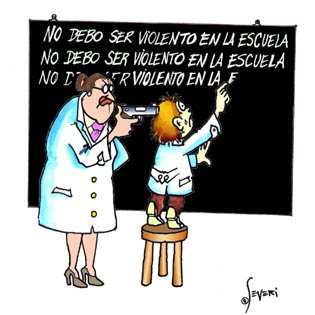 NO DEBO SER VIOLENTO EN LA ESCUELA
NO DEBO SER VIOLENTO EN LA ESCUELA
NO D SER VIOLENTO EN LA E
SEVERI